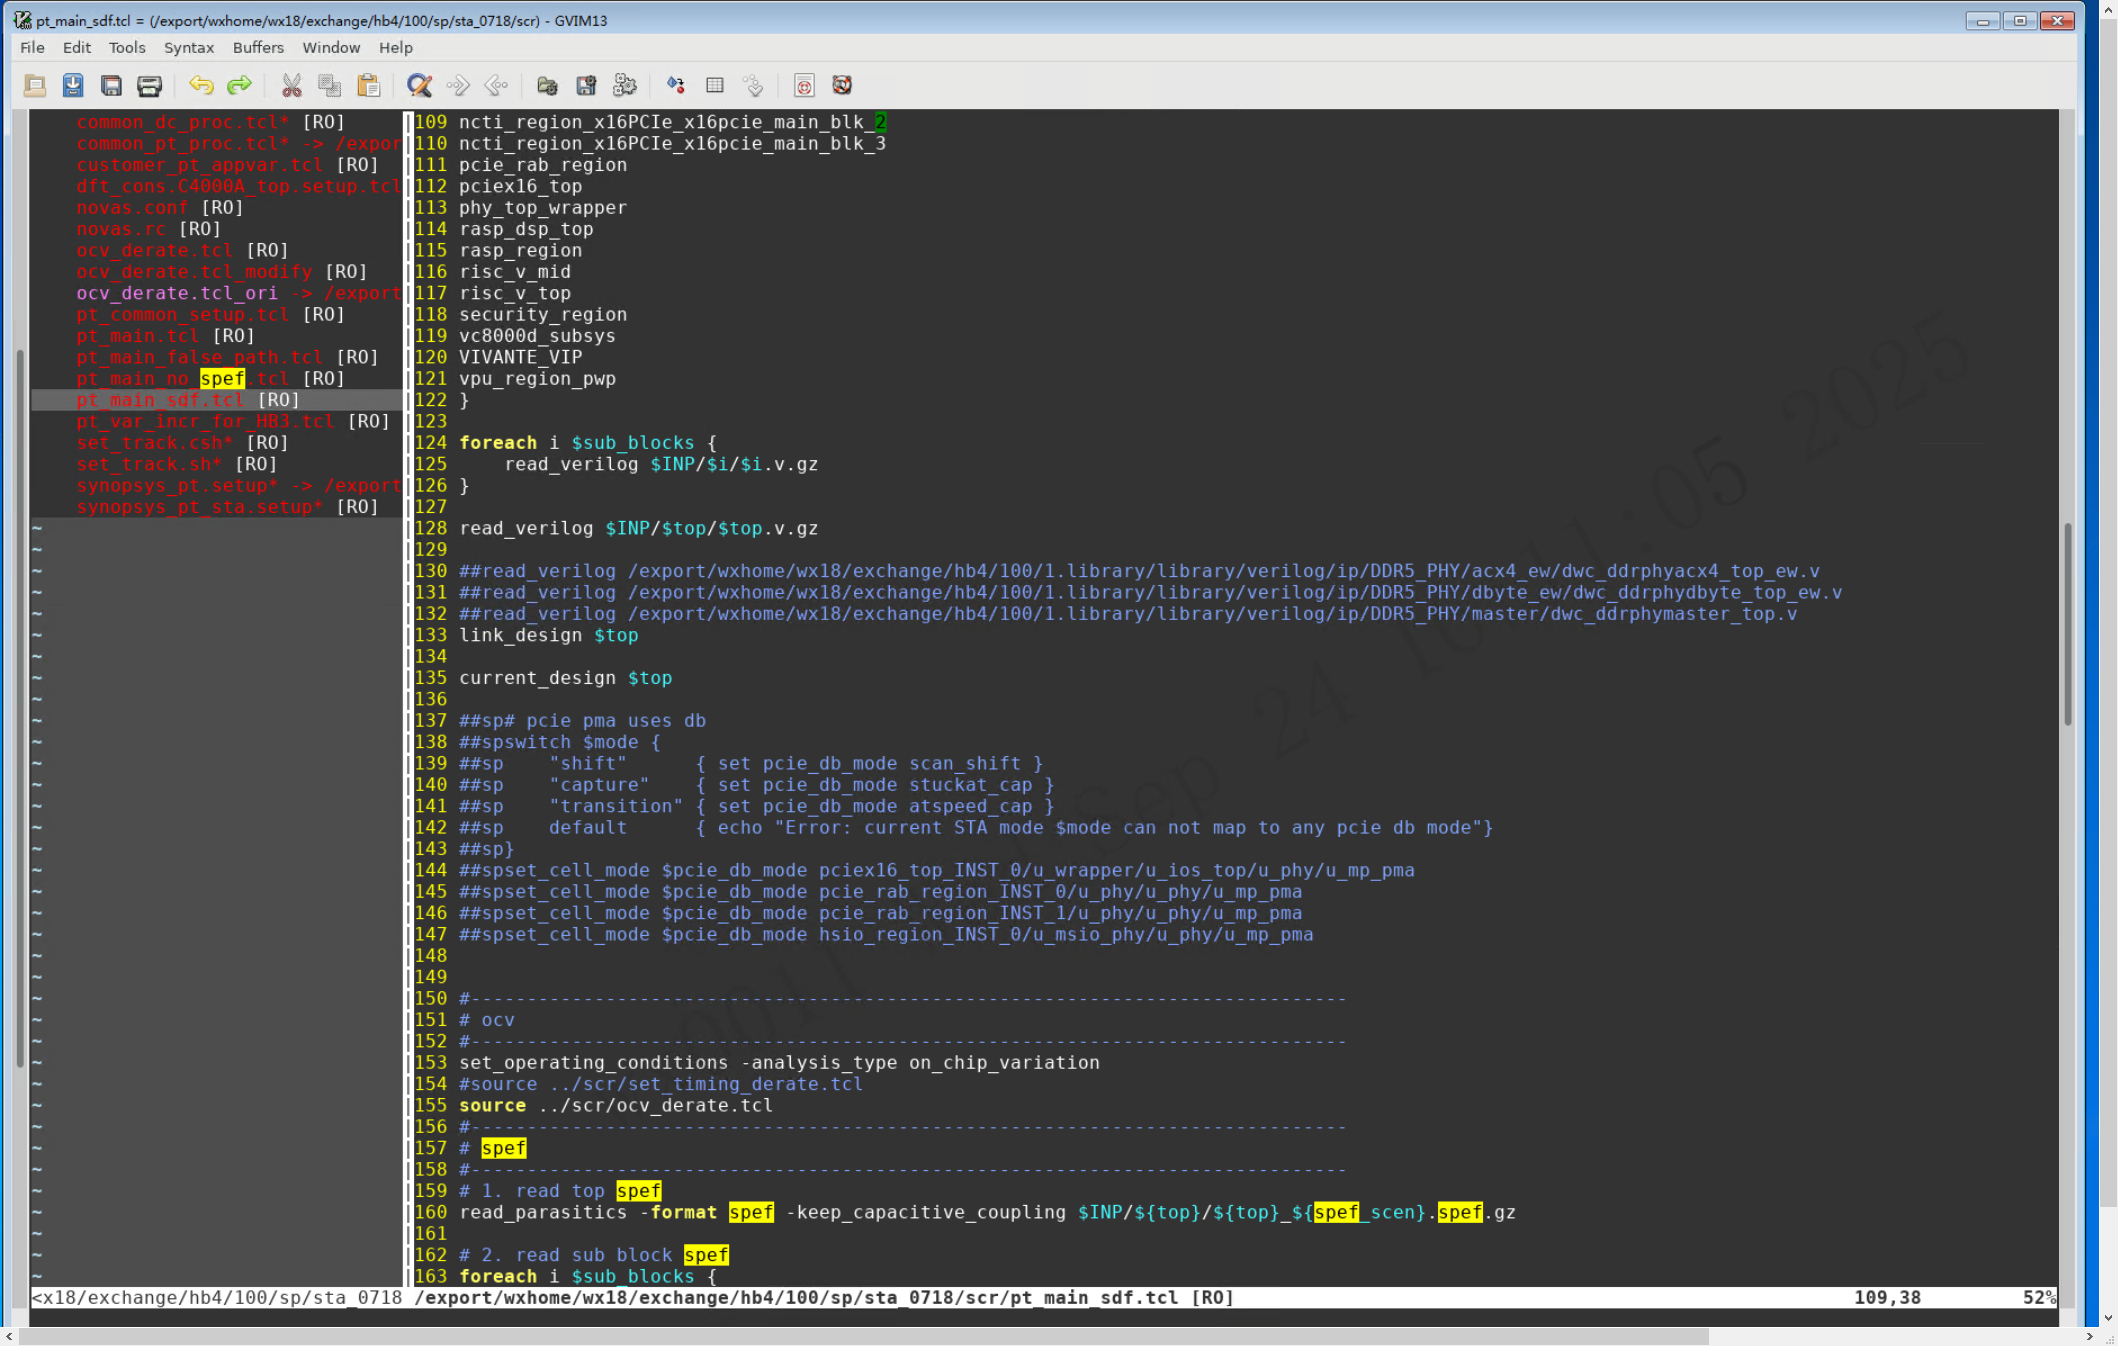 pt_main_sdf.tcl = (/export/wxhome/wx18/exchange/hb4/100/sp/sta_0718/scr) - GVIM13
File Edit Tools Syntax Buffers Window Help
common_dc_proc.tcl* [RO]
common_pt_proc.tcl* -> /expor
customer_pt_appvar.tcl [RO]
dft_cons.C4000A_top.setup.tcl
novas.conf [RO]
novas.rc [RO]
ocv_derate.tcl [RO]
ocv_derate.tcl_modify [RO]
ocv_derate.tcl_ori -> /export
pt_common_setup.tcl [RO]
pt_main.tcl [RO]
pt_main_false_path.tcl [RO]
pt_main_no_spef.tcl [RO]
pt_main_sdf.tcl [RO]
pt_var_incr_for_HB3.tcl [RO]
set_track.csh* [RO]
set_track.sh* [RO]
synopsys_pt.setup* -> /export
synopsys_pt_sta.setup* [RO]
109 ncti_region_x16PCIe_x16pcie_main_blk_2
110 ncti_region_x16PCIe_x16pcie_main_blk_3
111 pcie_rab_region
112 pciex16_top
113 phy_top_wrapper
114 rasp_dsp_top
115 rasp_region
116 risc_v_mid
117 risc_v_top
118 security_region
119 vc8000d_subsys
120 VIVANTE_VIP
121 vpu_region_pwp
122 }
123
124 foreach i $sub_blocks {
125     read_verilog $INP/$i/$i.v.gz
126 }
127
128 read_verilog $INP/$top/$top.v.gz
129
130 ##read_verilog /export/wxhome/wx18/exchange/hb4/100/1.library/library/verilog/ip/DDR5_PHY/acx4_ew/dwc_ddrphyacx4_top_ew.v
131 ##read_verilog /export/wxhome/wx18/exchange/hb4/100/1.library/library/verilog/ip/DDR5_PHY/dbyte_ew/dwc_ddrphydbyte_top_ew.v
132 ##read_verilog /export/wxhome/wx18/exchange/hb4/100/1.library/library/verilog/ip/DDR5_PHY/master/dwc_ddrphymaster_top.v
133 link_design $top
134
135 current_design $top
136
137 ##sp# pcie pma uses db
138 ##spswitch $mode {
139 ##sp    "shift"      { set pcie_db_mode scan_shift }
140 ##sp    "capture"    { set pcie_db_mode stuckat_cap }
141 ##sp    "transition" { set pcie_db_mode atspeed_cap }
142 ##sp    default      { echo "Error: current STA mode $mode can not map to any pcie db mode"}
143 ##sp}
144 ##spset_cell_mode $pcie_db_mode pciex16_top_INST_0/u_wrapper/u_ios_top/u_phy/u_mp_pma
145 ##spset_cell_mode $pcie_db_mode pcie_rab_region_INST_0/u_phy/u_phy/u_mp_pma
146 ##spset_cell_mode $pcie_db_mode pcie_rab_region_INST_1/u_phy/u_phy/u_mp_pma
147 ##spset_cell_mode $pcie_db_mode hsio_region_INST_0/u_msio_phy/u_phy/u_mp_pma
148
149
150 #------------------------------------------------------------------------------
151 # ocv
152 #------------------------------------------------------------------------------
153 set_operating_conditions -analysis_type on_chip_variation
154 #source ../scr/set_timing_derate.tcl
155 source ../scr/ocv_derate.tcl
156 #------------------------------------------------------------------------------
157 # spef
158 #------------------------------------------------------------------------------
159 # 1. read top spef
160 read_parasitics -format spef -keep_capacitive_coupling $INP/${top}/${top}_${spef_scen}.spef.gz
161
162 # 2. read sub block spef
163 foreach i $sub_blocks {
<x18/exchange/hb4/100/sp/sta_0718 /export/wxhome/wx18/exchange/hb4/100/sp/sta_0718/scr/pt_main_sdf.tcl [RO] 109,38 52%